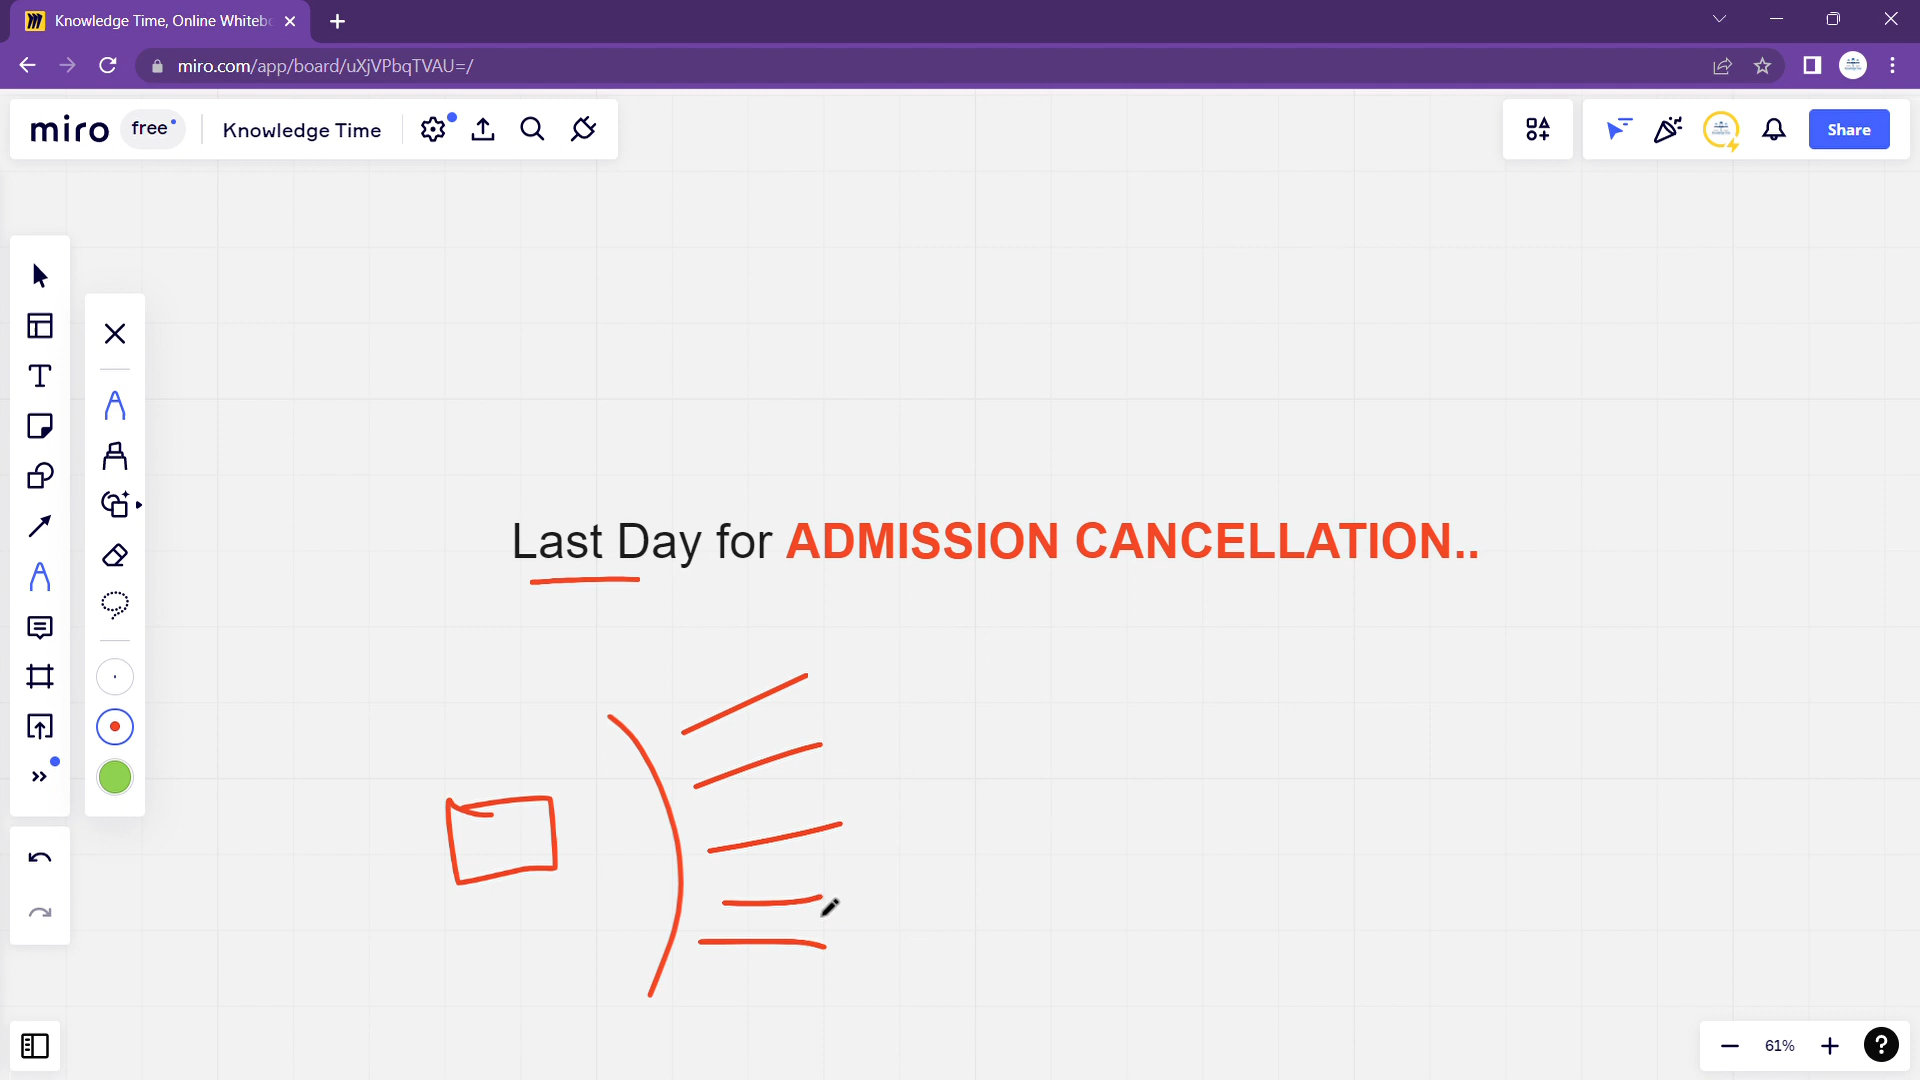 Knowledge Time, Online Whitebo
miro.com/app/board/uXjVPbqTVAU=/
miro free Knowledge Time
Share
Last Day for ADMISSION CANCELLATION..
61%